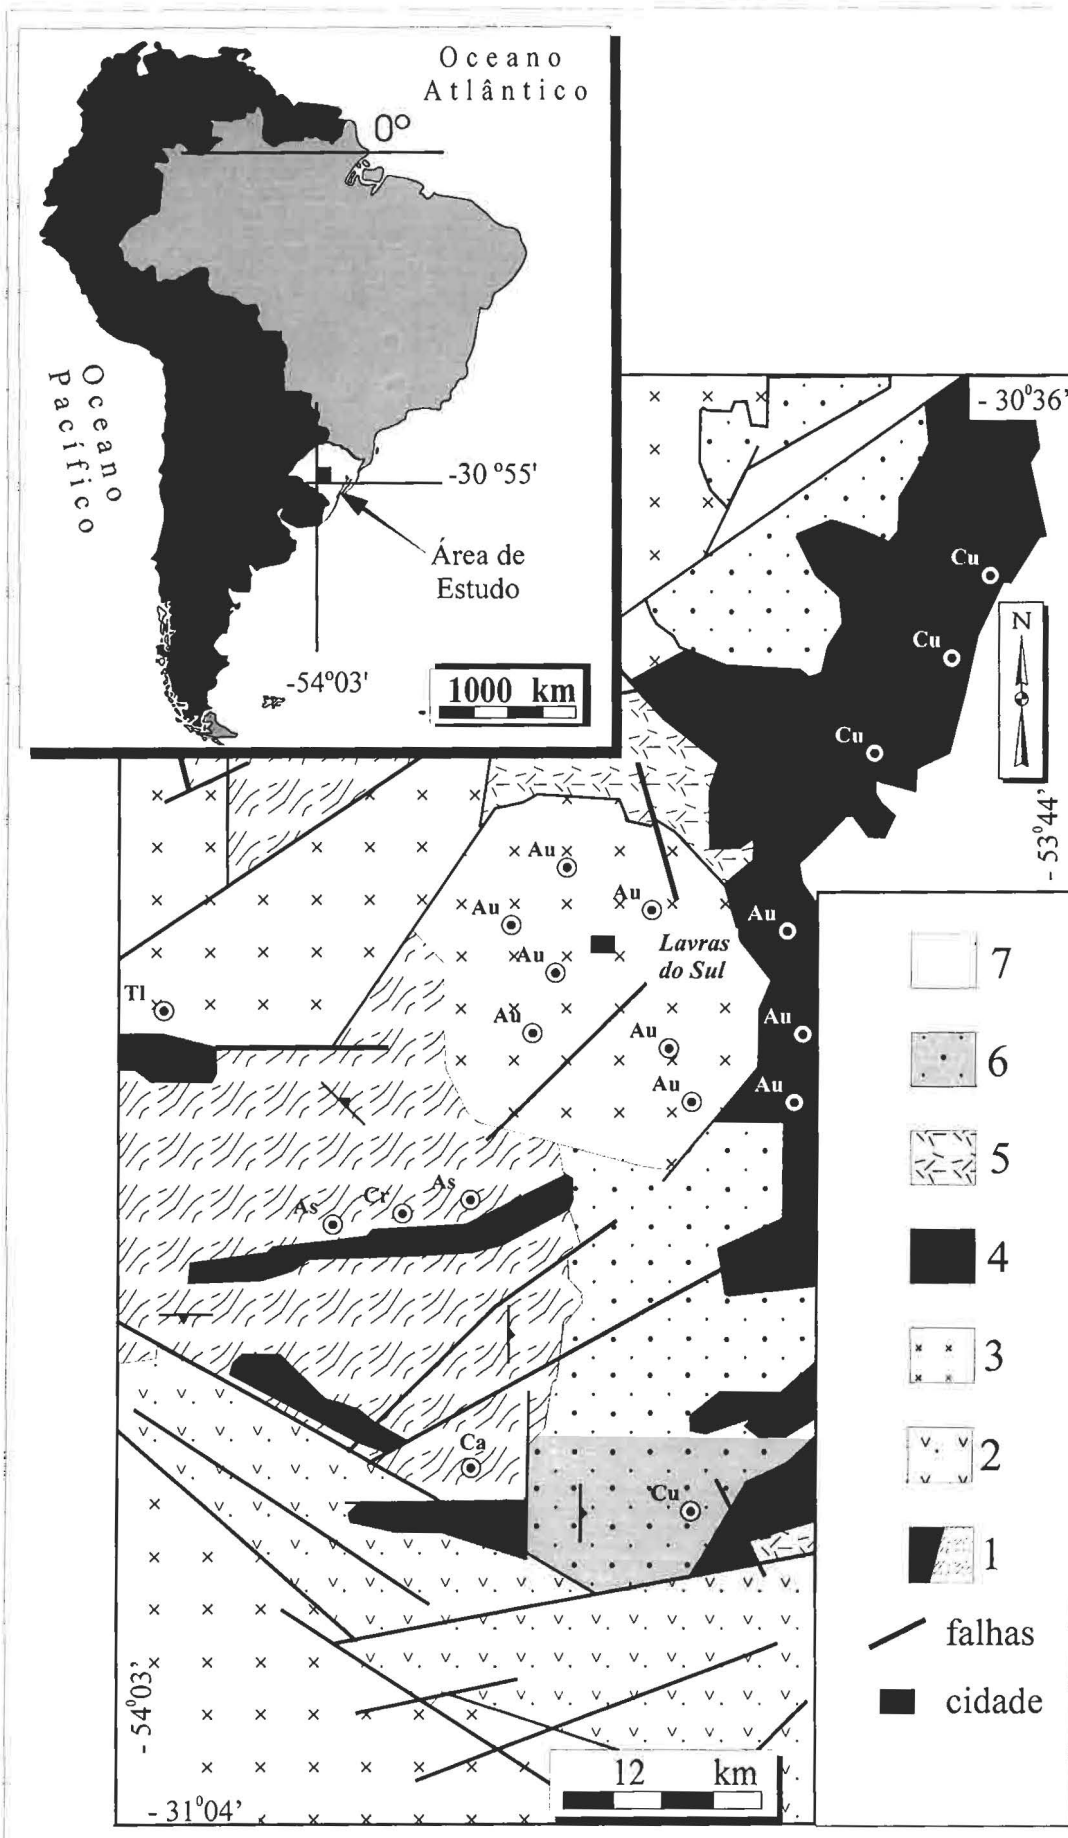 Oceano
Atlântico
0°
Oceano
Pacífico
-30 °55'
Área de
Estudo
-54°03'
1000 km
- 30°36'
Cu
Cu
N
Cu
- 53°44'
Au
Au
Au
Au
Lavras
do Sul
Au
Tl
Au
Au
Au
Au
Au
As
Cr
As
Ca
Cu
7
6
5
4
3
2
1
falhas
cidade
- 54°03'
12 km
- 31°04'